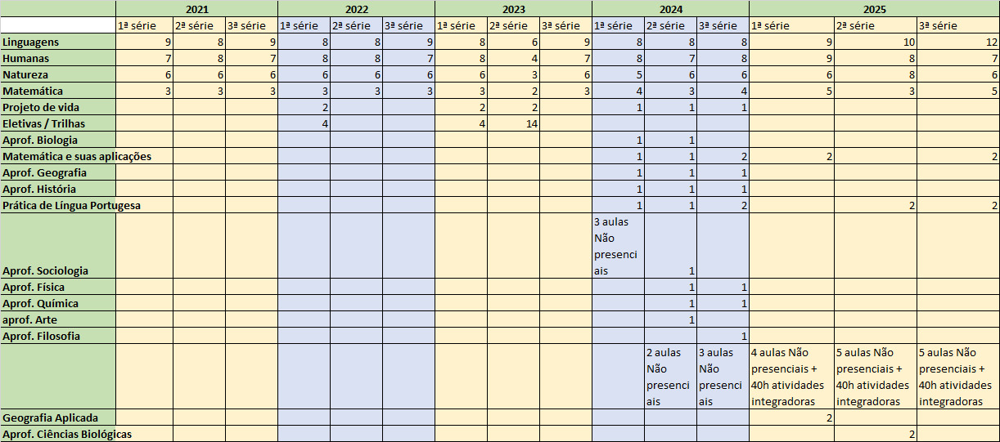 2021 2022 2023 2024 2025
1ª série 2ª série 3ª série 1ª série 2ª série 3ª série 1ª série 2ª série 3ª série 1ª série 2ª série 3ª série 1ª série 2ª série 3ª série
Linguagens 9 8 9 8 8 9 8 6 9 8 8 8 9 10 12
Humanas 7 8 7 8 8 7 8 4 7 8 7 8 9 8 7
Natureza 6 6 6 6 6 6 6 3 6 5 6 6 6 8 6
Matemática 3 3 3 3 3 3 3 2 3 4 3 4 5 3 5
Projeto de vida 2 2 2 1 1 1
Eletivas / Trilhas 4 4 14
Aprof. Biologia 1 1
Matemática e suas aplicações 1 1 2 2 2
Aprof. Geografia 1 1 1
Aprof. História 1 1 1
Prática de Língua Portugesa 1 1 2 2 2
3 aulas
Não
presenci
ais
Aprof. Sociologia 1
Aprof. Física 1 1
Aprof. Química 1 1
aprof. Arte 1
Aprof. Filosofia 1
2 aulas 3 aulas 4 aulas Não 5 aulas Não 5 aulas Não
Não Não presenciais + presenciais + presenciais +
presenci presenci 40h atividades 40h atividades 40h atividades
ais ais integradoras integradoras integradoras
Geografia Aplicada 2
Aprof. Ciências Biológicas 2